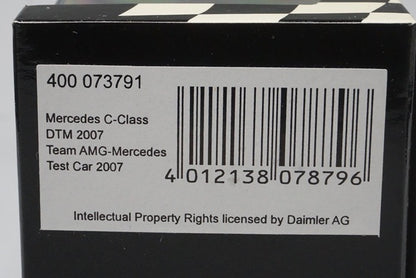 400 073791
Mercedes C-Class
DTM 2007
Team AMG-Mercedes
Test Car 2007
4 012138 078796
Intellectual Property Rights licensed by Daimler AG